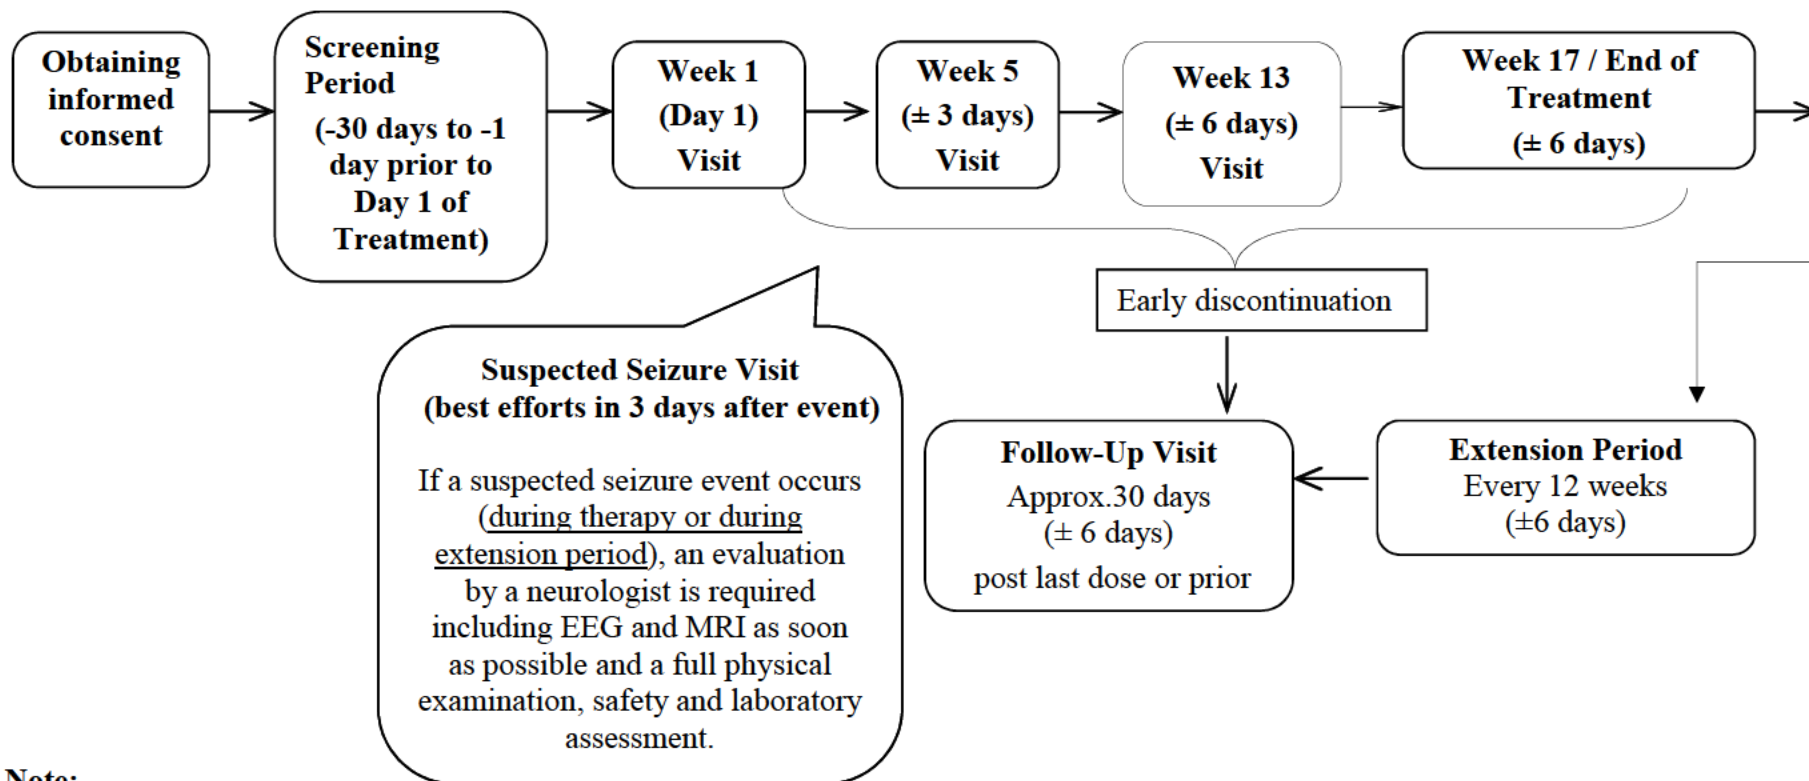 Obtaining
informed
consent
Screening
Period
(-30 days to -1
day prior to
Day 1 of
Treatment)
Week 1
(Day 1)
Visit
Week 5
(± 3 days)
Visit
Week 13
(± 6 days)
Visit
Week 17 / End of
Treatment
(± 6 days)
Early discontinuation
Suspected Seizure Visit
(best efforts in 3 days after event)
If a suspected seizure event occurs
(during therapy or during
extension period), an evaluation
by a neurologist is required
including EEG and MRI as soon
as possible and a full physical
examination, safety and laboratory
assessment.
Follow-Up Visit
Approx.30 days
(± 6 days)
post last dose or prior
Extension Period
Every 12 weeks
(±6 days)
Note: